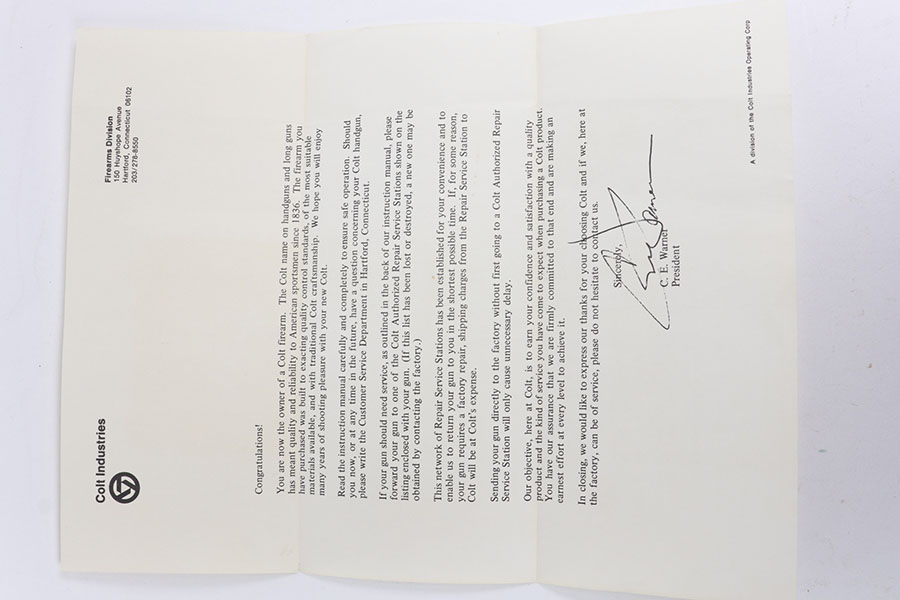 Colt Industries
Firearms Division
150 Huyshope Avenue
Hartford, Connecticut 06102
203/278-8550
Congratulations!
You are now the owner of a Colt firearm. The Colt name on handguns and long guns
has meant quality and reliability to American sportsmen since 1836. The firearm you
have purchased was built to exacting quality control standards, of the most suitable
materials available, and with traditional Colt craftsmanship. We hope you will enjoy
many years of shooting pleasure with your new Colt.
Read the instruction manual carefully and completely to ensure safe operation. Should
you now, or at any time in the future, have a question concerning your Colt handgun,
please write the Customer Service Department in Hartford, Connecticut.
If your gun should need service, as outlined in the back of our instruction manual, please
forward your gun to one of the Colt Authorized Repair Service Stations shown on the
listing enclosed with your gun. (If this list has been lost or destroyed, a new one may be
obtained by contacting the factory.)
This network of Repair Service Stations has been established for your convenience and to
enable us to return your gun to you in the shortest possible time. If, for some reason,
your gun requires a factory repair, shipping charges from the Repair Service Station to
Colt will be at Colt's expense.
Sending your gun directly to the factory without first going to a Colt Authorized Repair
Service Station will only cause unnecessary delay.
Our objective, here at Colt, is to earn your confidence and satisfaction with a quality
product and the kind of service you have come to expect when purchasing a Colt product.
You have our assurance that we are firmly committed to that end and are making an
earnest effort at every level to achieve it.
In closing, we would like to express our thanks for your choosing Colt and if we, here at
the factory, can be of service, please do not hesitate to contact us.
Sincerely,
C. E. Warner
President
A division of the Colt Industries Operating Corp